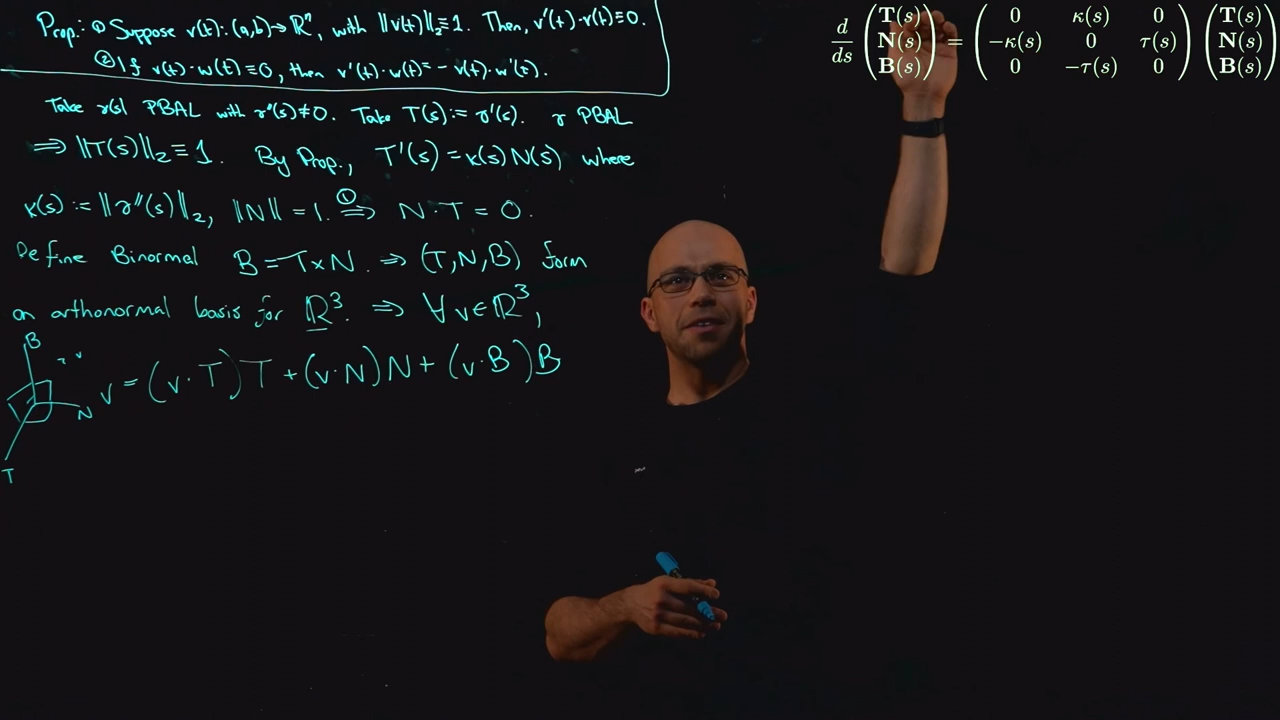 Prop.: ① Suppose v(t): (a,b)→ℝⁿ, with ‖v(t)‖₂≡1. Then, v'(t)·v(t)≡0.
② If v(t)·w(t)≡0, then v'(t)·w(t)=-v(t)·w'(t).
Take γ(s) PBAL with γ''(s)≠0. Take T(s):=γ'(s). γ PBAL
⇒ ‖T(s)‖₂≡1. By Prop., T'(s)=κ(s)N(s) where
κ(s):=‖γ''(s)‖₂, ‖N‖=1. ①⇒ N·T=0.
Define Binormal B=T×N. ⇒ (T,N,B) form
an orthonormal basis for ℝ³. ⇒ ∀v∈ℝ³,
v=(v·T)T+(v·N)N+(v·B)B
B
v
N
T
d/ds (T(s) N(s) B(s)) = (0 κ(s) 0
-κ(s) 0 τ(s)
0 -τ(s) 0) (T(s) N(s) B(s))